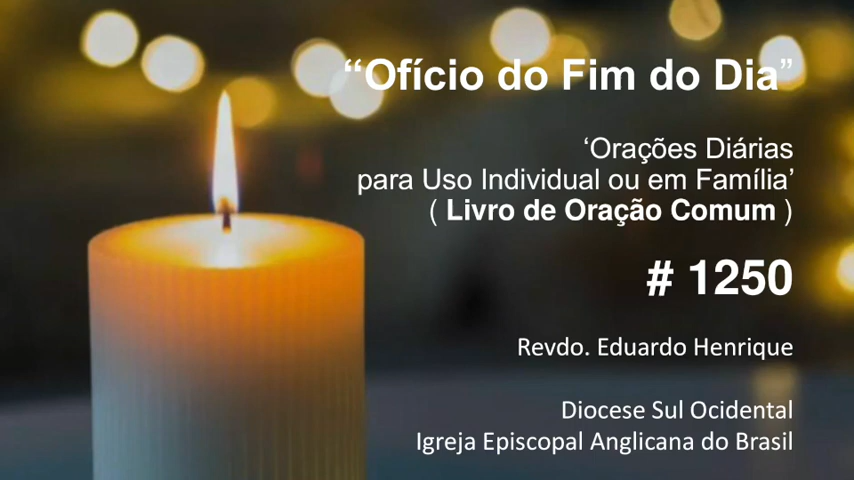 “Ofício do Fim do Dia”
‘Orações Diárias
para Uso Individual ou em Família’
( Livro de Oração Comum )
# 1250
Revdo. Eduardo Henrique
Diocese Sul Ocidental
Igreja Episcopal Anglicana do Brasil